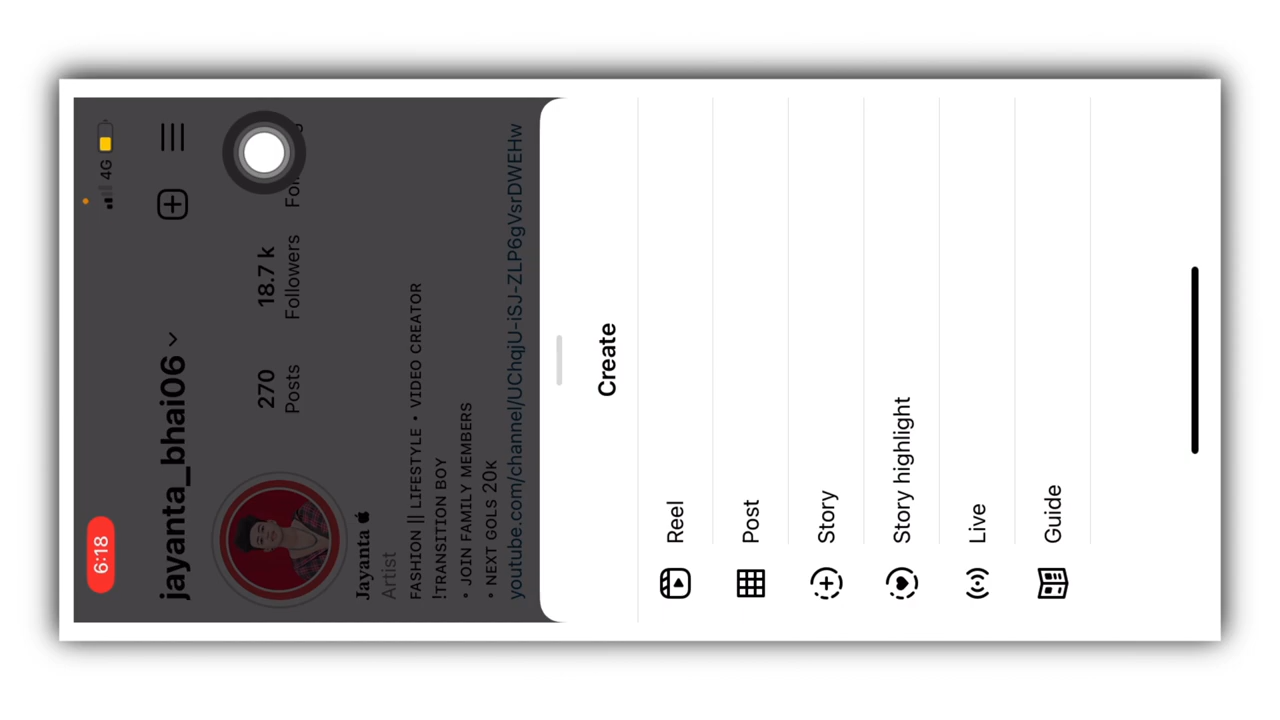 6:18
4G
jayanta_bhai06
270
18.7 k
Posts
Followers
Jayanta
Artist
FASHION || LIFESTYLE • VIDEO CREATOR
!TRANSITION BOY
• JOIN FAMILY MEMBERS
• NEXT GOLS 20K
youtube.com/channel/UChqjU-iSJ-ZLP6gVsrDWEHw
Create
Reel
Post
Story
Story highlight
Live
Guide